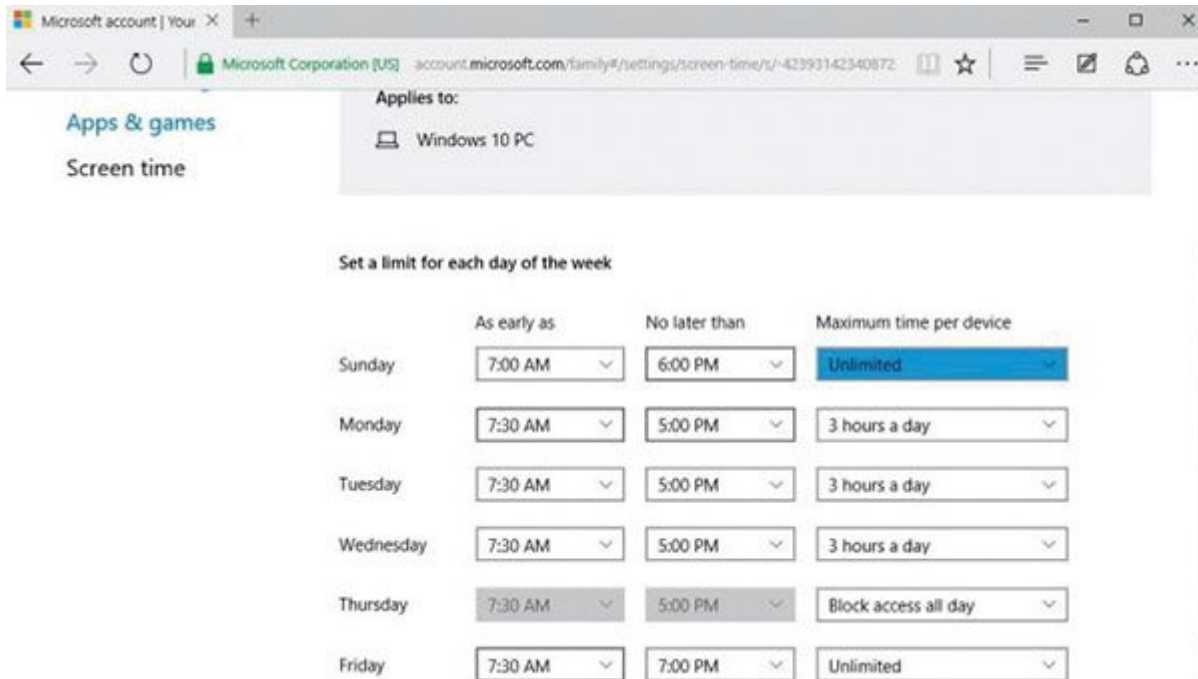 Microsoft account | Your
Microsoft Corporation [US] account.microsoft.com/family#/settings/screen-time/s/-42393142340872
Applies to:
Apps & games
Windows 10 PC
Screen time
Set a limit for each day of the week
As early as No later than Maximum time per device
Sunday 7:00 AM 6:00 PM Unlimited
Monday 7:30 AM 5:00 PM 3 hours a day
Tuesday 7:30 AM 5:00 PM 3 hours a day
Wednesday 7:30 AM 5:00 PM 3 hours a day
Thursday 7:30 AM 5:00 PM Block access all day
Friday 7:30 AM 7:00 PM Unlimited